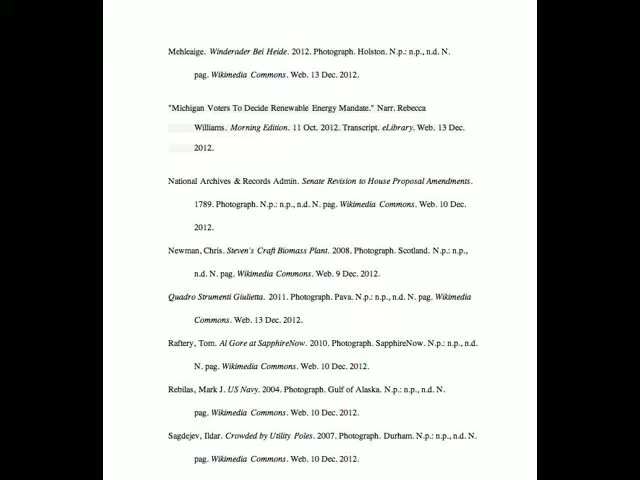 Mehleaige. Winderader Bei Heide. 2012. Photograph. Holston. N.p.: n.p., n.d. N.
pag. Wikimedia Commons. Web. 13 Dec. 2012.
"Michigan Voters To Decide Renewable Energy Mandate." Narr. Rebecca
Williams. Morning Edition. 11 Oct. 2012. Transcript. eLibrary. Web. 13 Dec.
2012.
National Archives & Records Admin. Senate Revision to House Proposal Amendments.
1789. Photograph. N.p.: n.p., n.d. N. pag. Wikimedia Commons. Web. 10 Dec.
2012.
Newman, Chris. Steven's Craft Biomass Plant. 2008. Photograph. Scotland. N.p.: n.p.,
n.d. N. pag. Wikimedia Commons. Web. 9 Dec. 2012.
Quadro Strumenti Giulietta. 2011. Photograph. Pava. N.p.: n.p., n.d. N. pag. Wikimedia
Commons. Web. 13 Dec. 2012.
Raftery, Tom. Al Gore at SapphireNow. 2010. Photograph. SapphireNow. N.p.: n.p., n.d.
N. pag. Wikimedia Commons. Web. 10 Dec. 2012.
Rebilas, Mark J. US Navy. 2004. Photograph. Gulf of Alaska. N.p.: n.p., n.d. N.
pag. Wikimedia Commons. Web. 10 Dec. 2012.
Sagdejev, Ildar. Crowded by Utility Poles. 2007. Photograph. Durham. N.p.: n.p., n.d. N.
pag. Wikimedia Commons. Web. 10 Dec. 2012.